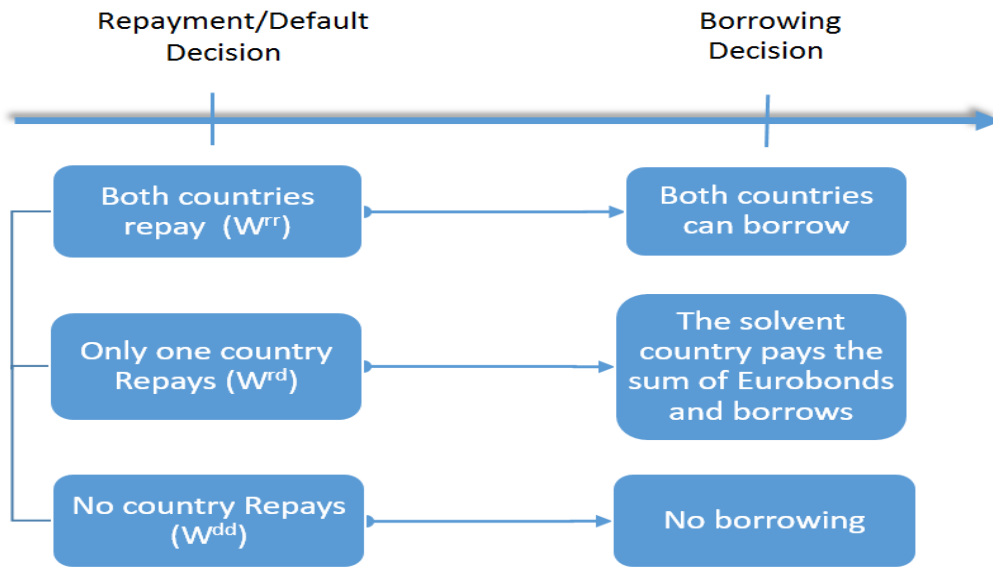 Repayment/Default
Decision
Borrowing
Decision
Both countries
repay (Wʳʳ)
Both countries
can borrow
Only one country
Repays (Wʳᵈ)
The solvent
country pays the
sum of Eurobonds
and borrows
No country Repays
(Wᵈᵈ)
No borrowing